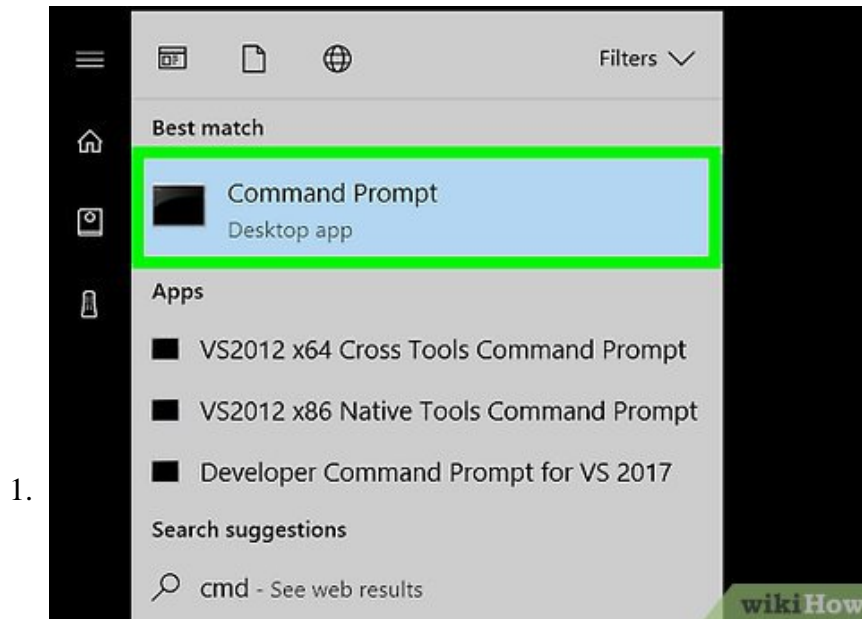 Filters
Best match
Command Prompt
Desktop app
Apps
VS2012 x64 Cross Tools Command Prompt
VS2012 x86 Native Tools Command Prompt
Developer Command Prompt for VS 2017
1.
Search suggestions
cmd - See web results
wikiHow